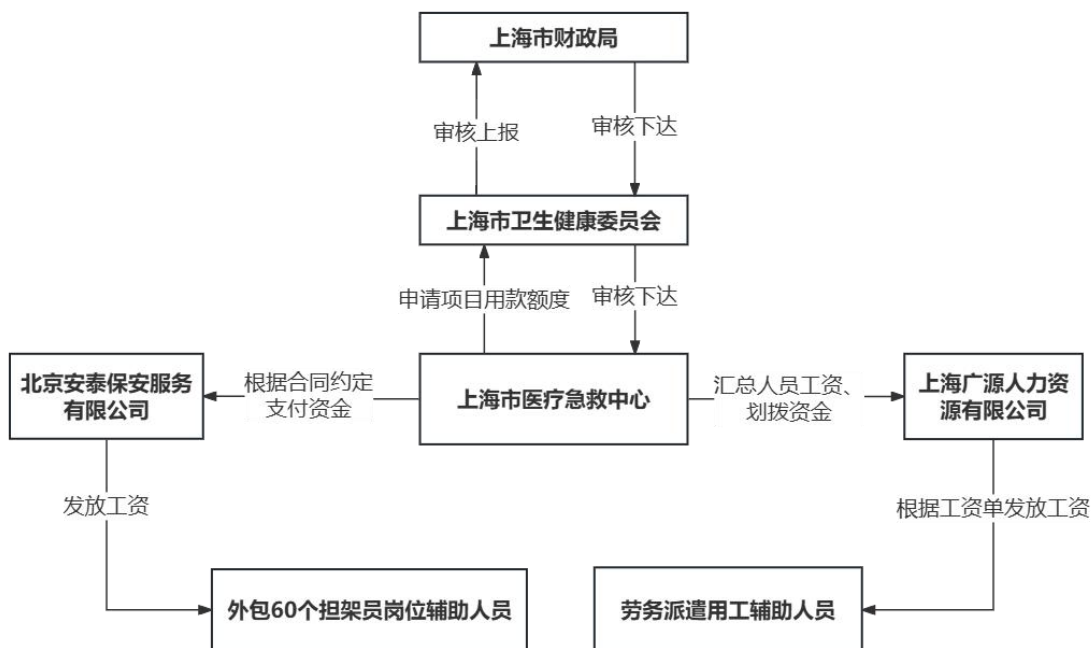 上海市财政局
审核上报
审核下达
上海市卫生健康委员会
申请项目用款额度
审核下达
北京安泰保安服务
有限公司
根据合同约定
支付资金
上海市医疗急救中心
汇总人员工资、
划拨资金
上海广源人力资
源有限公司
发放工资
根据工资单发放工资
外包60个担架员岗位辅助人员
劳务派遣用工辅助人员